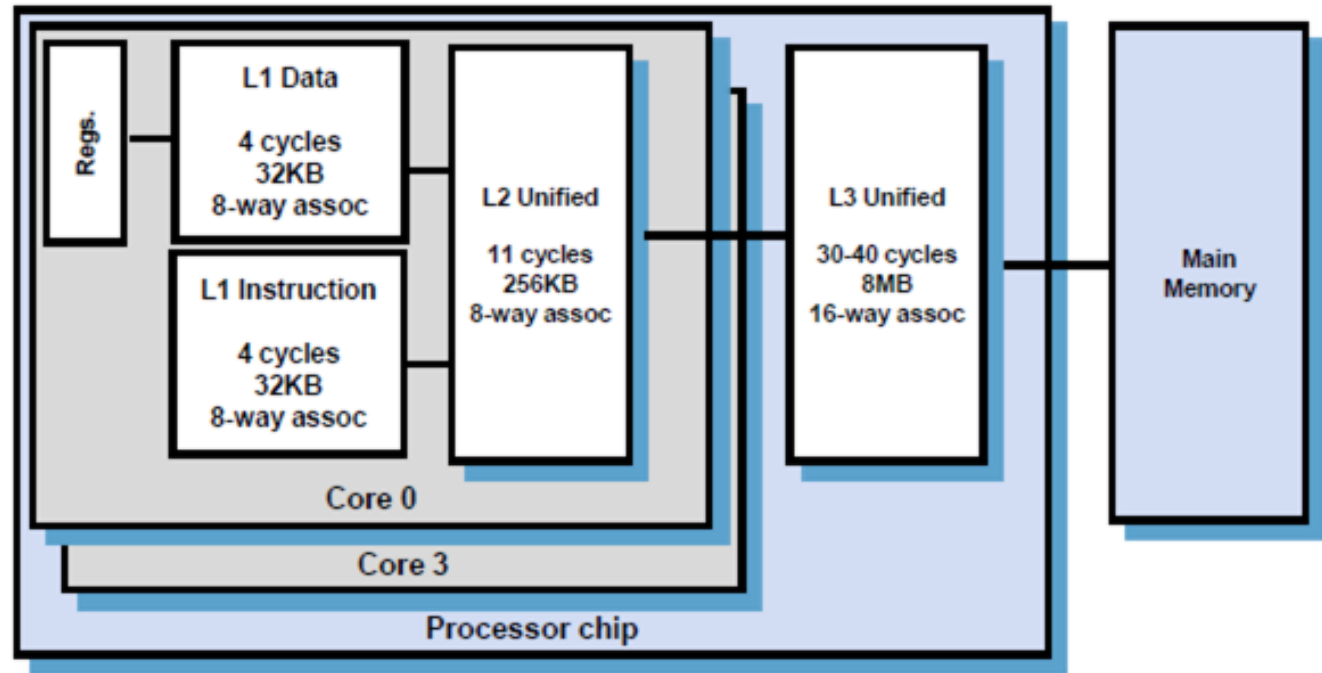 Regs.
L1 Data
4 cycles
32KB
8-way assoc
L1 Instruction
4 cycles
32KB
8-way assoc
L2 Unified
11 cycles
256KB
8-way assoc
L3 Unified
30-40 cycles
8MB
16-way assoc
Main
Memory
Core 0
Core 3
Processor chip